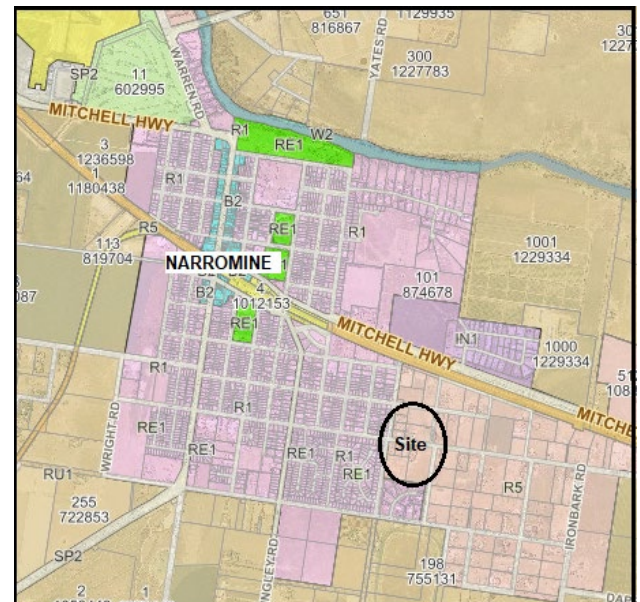 651
816867
1129935
300
1227783
YATES RD
30
SP2
11
602995
WARREN RD
MITCHELL HWY
R1
W2
RE1
3
1236598
1
1180438
R1
B2
RE1
R1
R5
113
819704
NARROMINE
1001
1229334
101
874678
B2
4
1012153
RE1
MITCHELL HWY
IN1
1000
1229334
R1
R1
WRIGHT RD
RE1
RE1
R1
RE1
Site
R5
IRONBARK RD
RU1
255
722853
SP2
198
755131
2
1